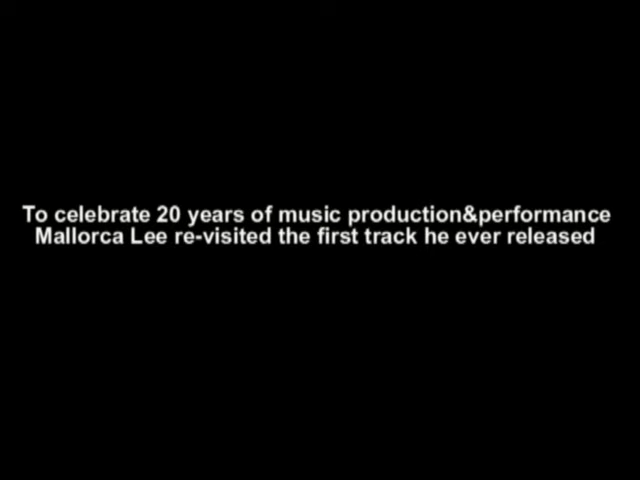 To celebrate 20 years of music production&performance
Mallorca Lee re-visited the first track he ever released